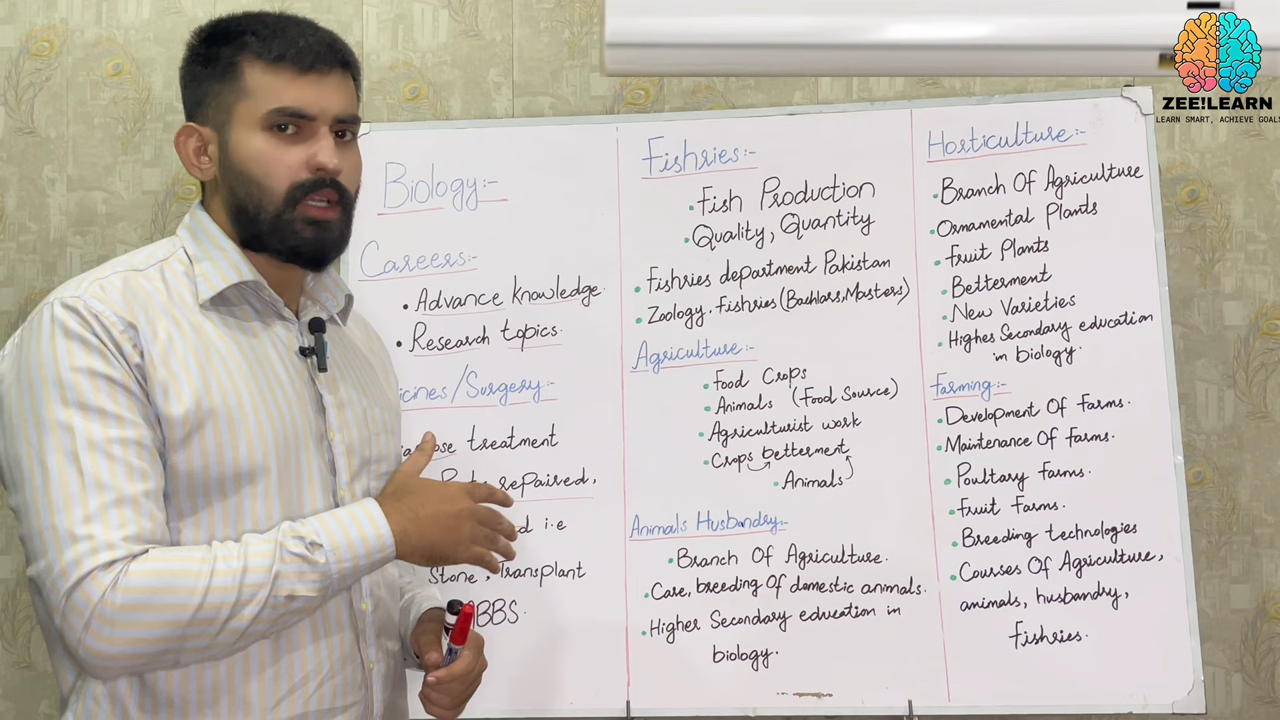 Biology:-
Careers:-
• Advance knowledge.
• Research topics.
/Surgery:-
treatment
repaired,
i.e
Stone, Transplant
Fishries:-
• Fish Production
• Quality, Quantity
• Fishries department Pakistan
• Zoology. fishries (Bachlars, Masters)
Agriculture:-
• Food Crops
• Animals (Food Source)
• Agriculturist work
• Crops betterment
• Animals
Animals Husbandry:-
• Branch Of Agriculture.
• Care, breeding Of domestic animals.
• Higher Secondary education in
biology.
Horticulture:-
• Branch Of Agriculture
• Ornamental Plants
• Fruit Plants
• Betterment
• New Varieties
• Higher Secondary education
in biology.
Farming:-
• Development Of Farms.
• Maintenance Of Farms.
• Poultary Farms.
• Fruit Farms.
• Breeding technologies
• Courses Of Agriculture,
animals, husbandry,
Fishries.
ZEE!LEARN
LEARN SMART, ACHIEVE GOALS